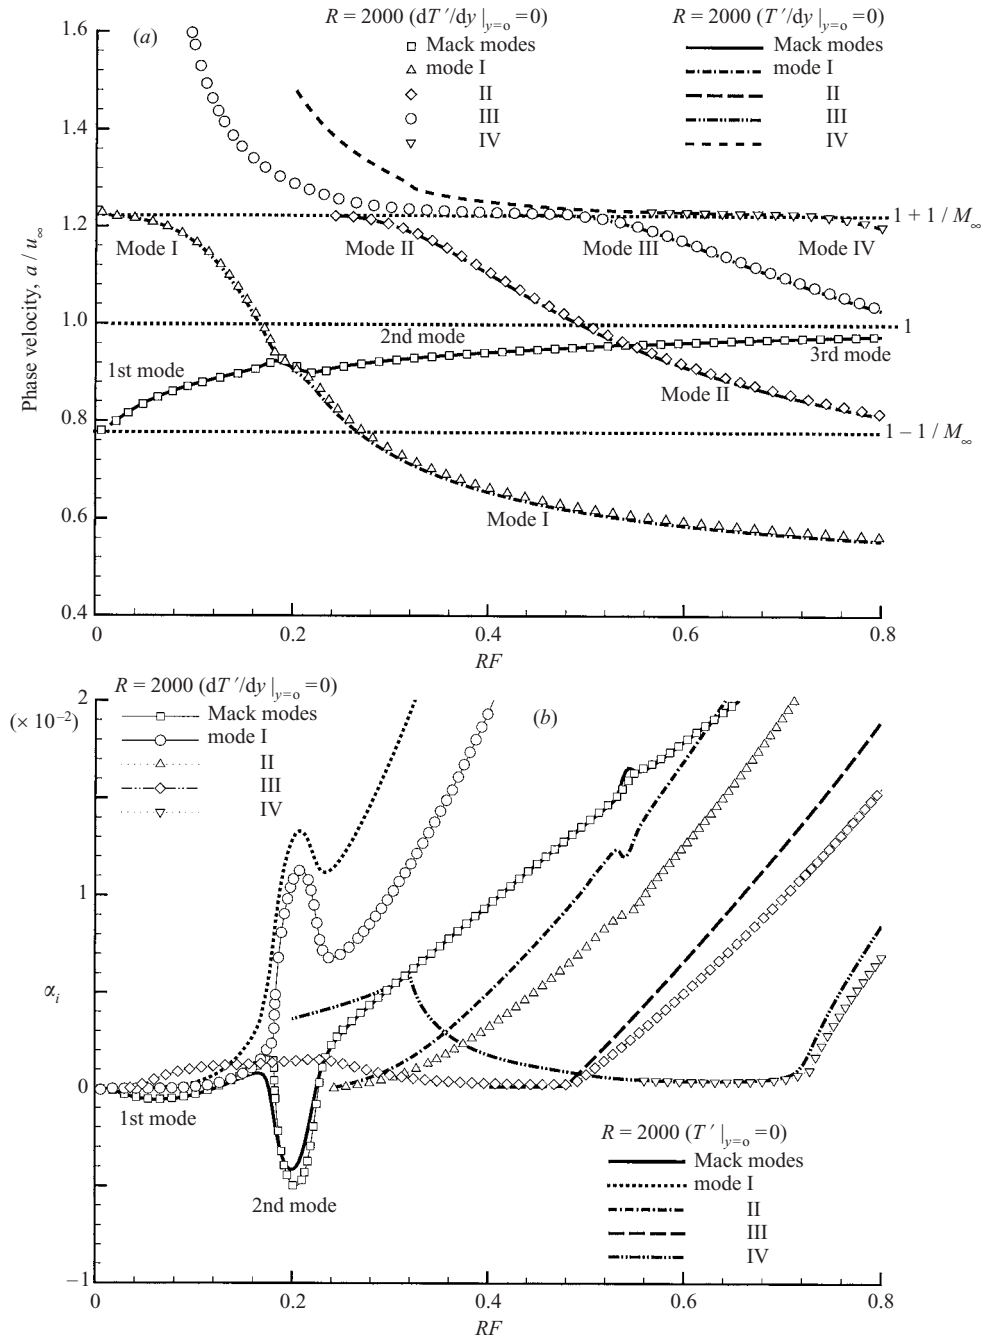 (a)
R = 2000 (dT′/dy |y=o = 0)
Mack modes
mode I
II
III
IV
R = 2000 (T′/dy |y=o = 0)
Mack modes
mode I
II
III
IV
1.6
1.4
1.2
1.0
0.8
0.6
0.4
Phase velocity, a / u∞
1 + 1 / M∞
1
1 – 1 / M∞
Mode I
Mode II
Mode III
Mode IV
1st mode
2nd mode
3rd mode
Mode II
Mode I
0
0.2
0.4
0.6
0.8
RF
R = 2000 (dT′/dy |y=o = 0)
Mack modes
mode I
II
III
IV
(b)
2
(× 10⁻²)
1
0
–1
αi
1st mode
2nd mode
R = 2000 (T′ |y=o = 0)
Mack modes
mode I
II
III
IV
0
0.2
0.4
0.6
0.8
RF